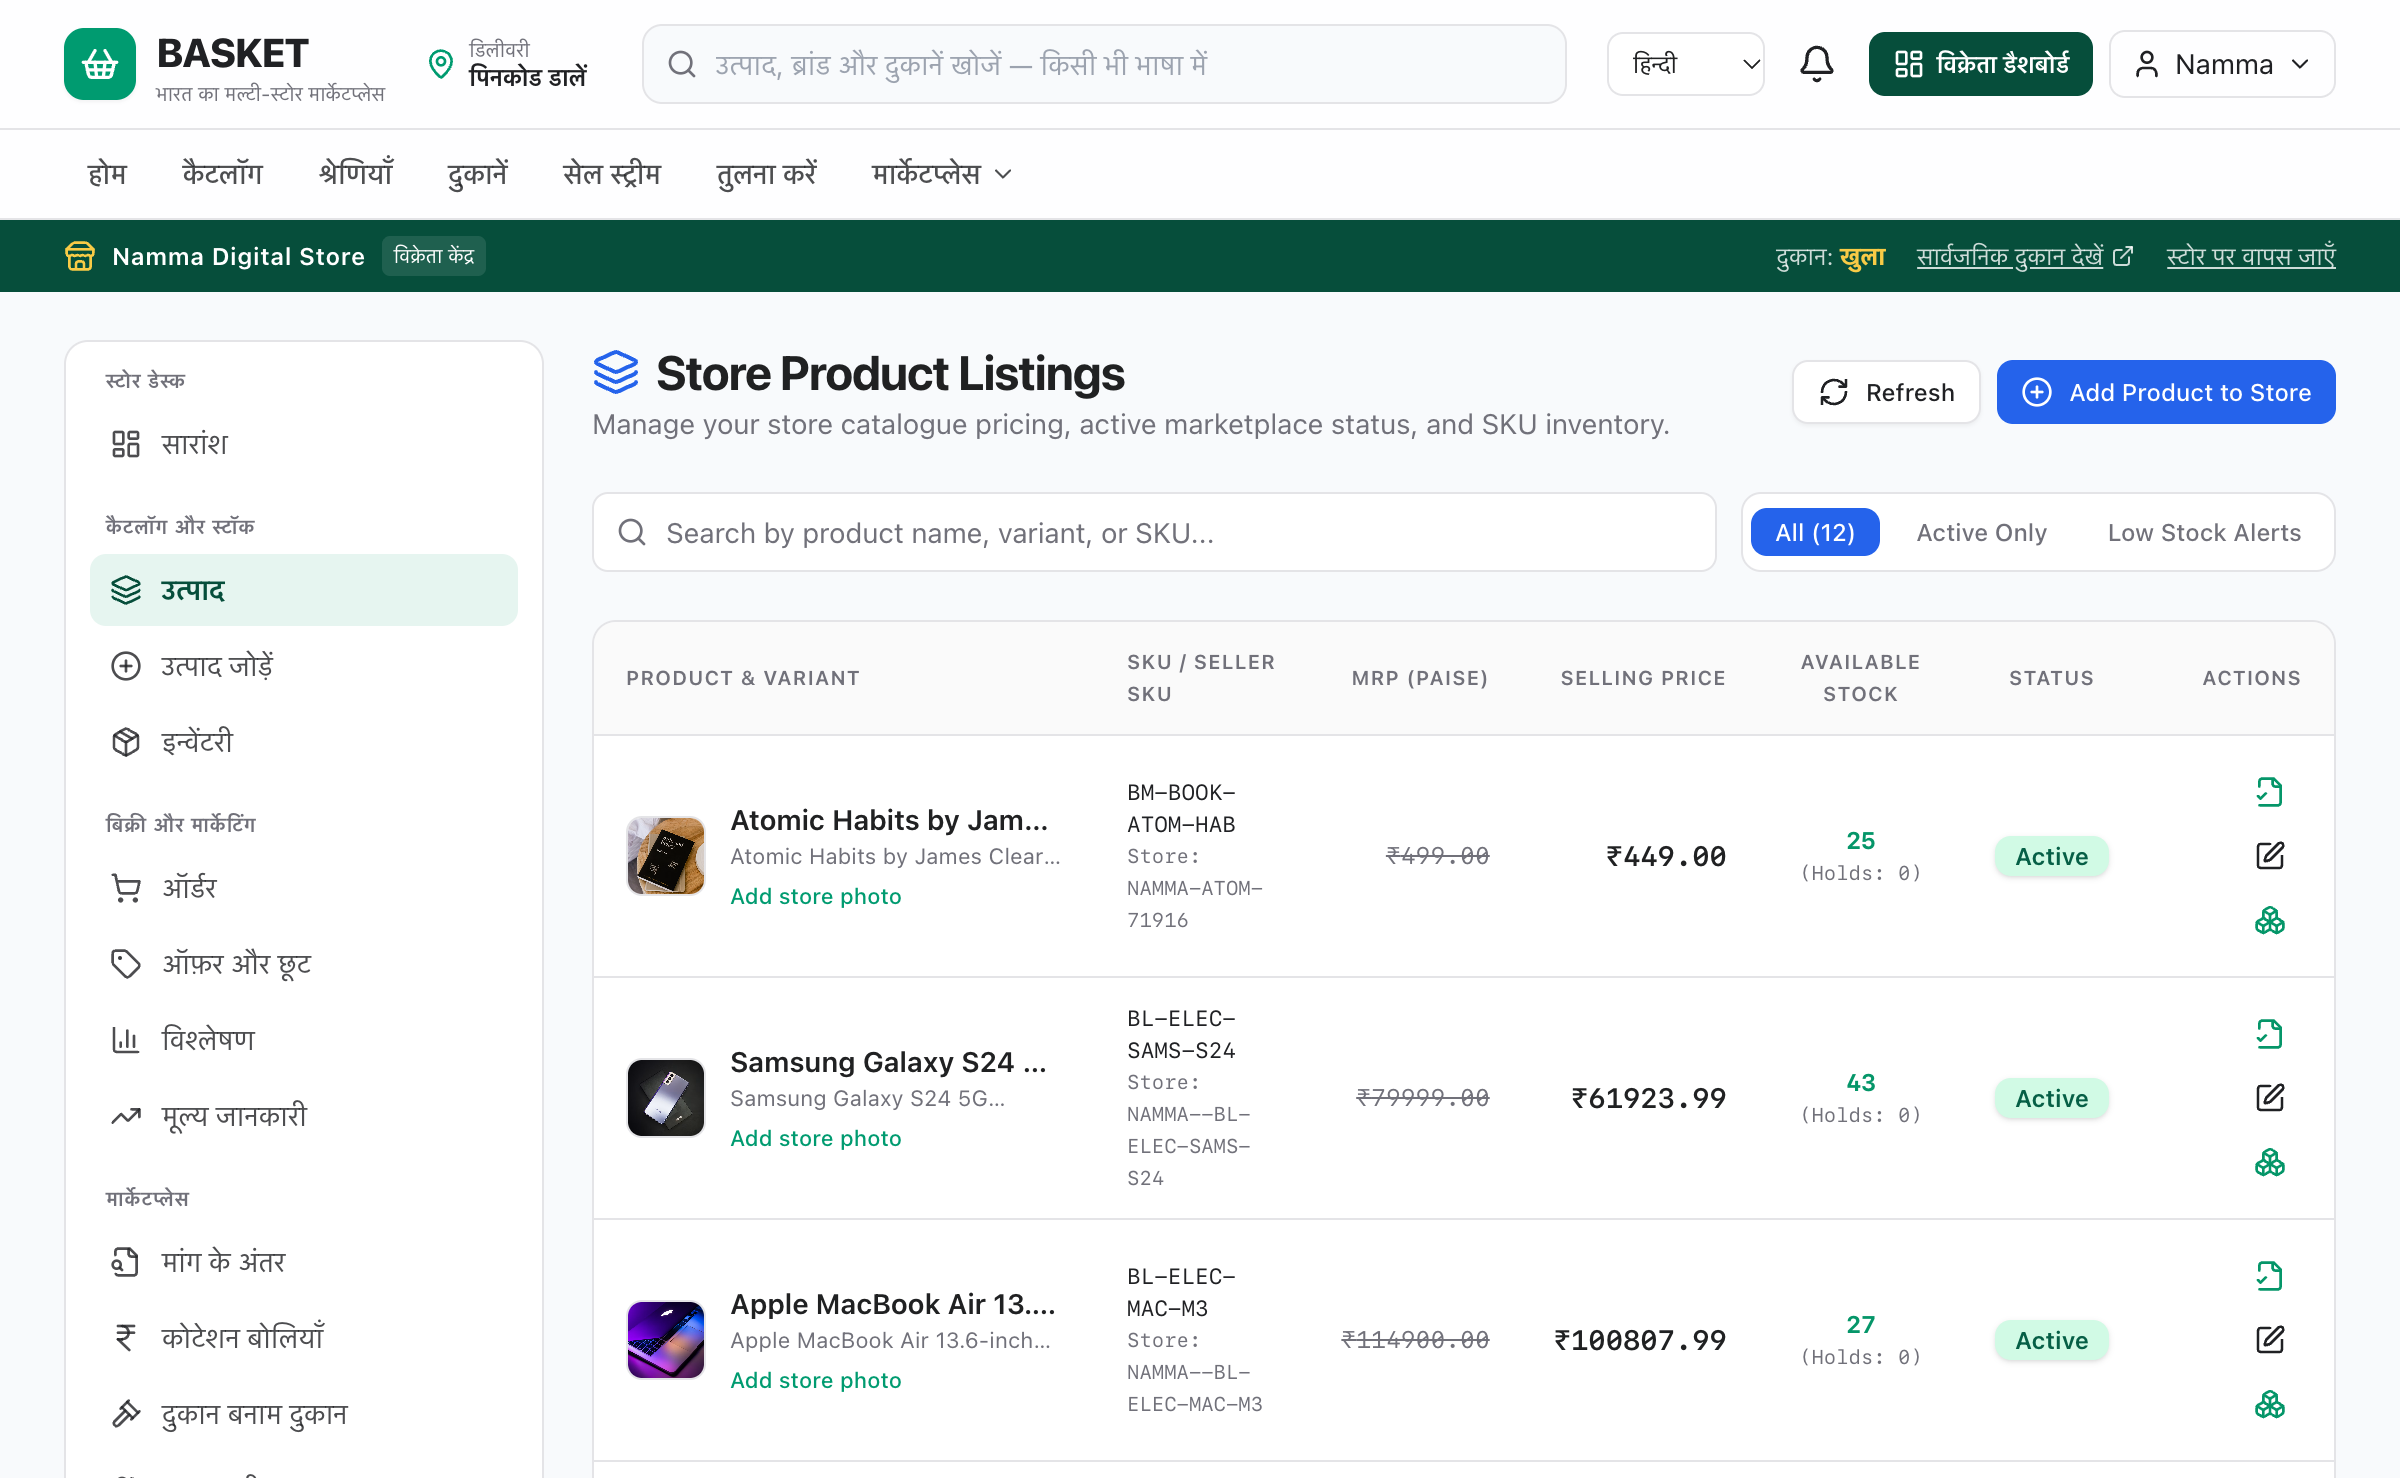 BASKET
भारत का मल्टी-स्टोर मार्केटप्लेस
डिलीवरी
पिनकोड डालें
उत्पाद, ब्रांड और दुकानें खोजें — किसी भी भाषा में
हिन्दी
विक्रेता डैशबोर्ड
Namma
होम
कैटलॉग
श्रेणियाँ
दुकानें
सेल स्ट्रीम
तुलना करें
मार्केटप्लेस
Namma Digital Store
विक्रेता केंद्र
दुकान: खुला
सार्वजनिक दुकान देखें
स्टोर पर वापस जाएँ
स्टोर डेस्क
सारांश
कैटलॉग और स्टॉक
उत्पाद
उत्पाद जोड़ें
इन्वेंटरी
बिक्री और मार्केटिंग
ऑर्डर
ऑफ़र और छूट
विश्लेषण
मूल्य जानकारी
मार्केटप्लेस
मांग के अंतर
कोटेशन बोलियाँ
दुकान बनाम दुकान
Store Product Listings
Manage your store catalogue pricing, active marketplace status, and SKU inventory.
Refresh
Add Product to Store
Search by product name, variant, or SKU...
All (12)
Active Only
Low Stock Alerts
PRODUCT & VARIANT
SKU / SELLER
SKU
MRP (PAISE)
SELLING PRICE
AVAILABLE
STOCK
STATUS
ACTIONS
Atomic Habits by Jam...
Atomic Habits by James Clear...
Add store photo
BM-BOOK-
ATOM-HAB
Store:
NAMMA-ATOM-
71916
₹499.00
₹449.00
25
(Holds: 0)
Active
Samsung Galaxy S24 ...
Samsung Galaxy S24 5G...
Add store photo
BL-ELEC-
SAMS-S24
Store:
NAMMA--BL-
ELEC-SAMS-
S24
₹79999.00
₹61923.99
43
(Holds: 0)
Active
Apple MacBook Air 13....
Apple MacBook Air 13.6-inch...
Add store photo
BL-ELEC-
MAC-M3
Store:
NAMMA--BL-
ELEC-MAC-M3
₹114900.00
₹100807.99
27
(Holds: 0)
Active